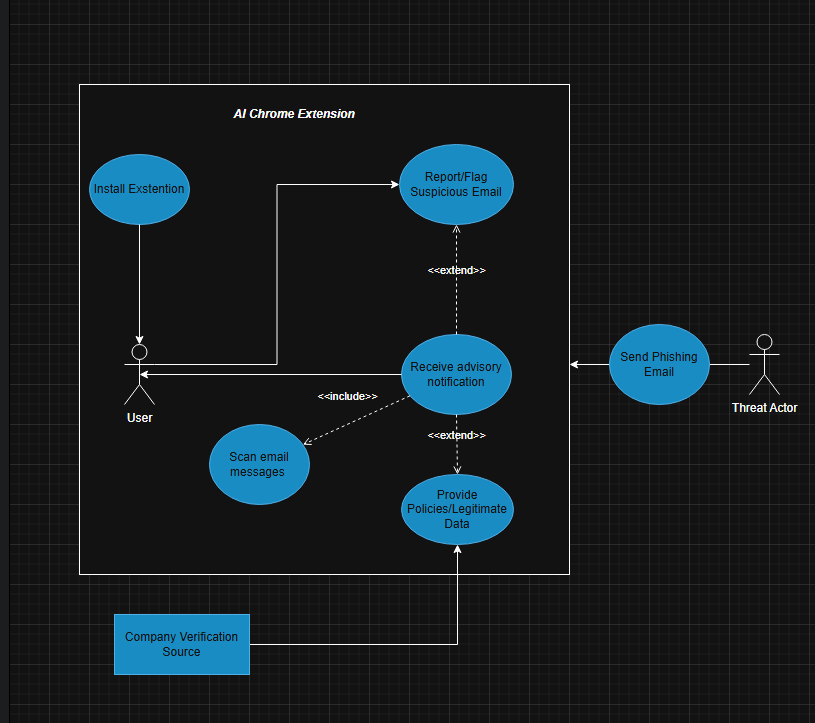 AI Chrome Extension
Install Exstention
Report/Flag
Suspicious Email
<<extend>>
Receive advisory
notification
Send Phishing
Email
Threat Actor
User
<<include>>
<<extend>>
Scan email
messages
Provide
Policies/Legitimate
Data
Company Verification
Source